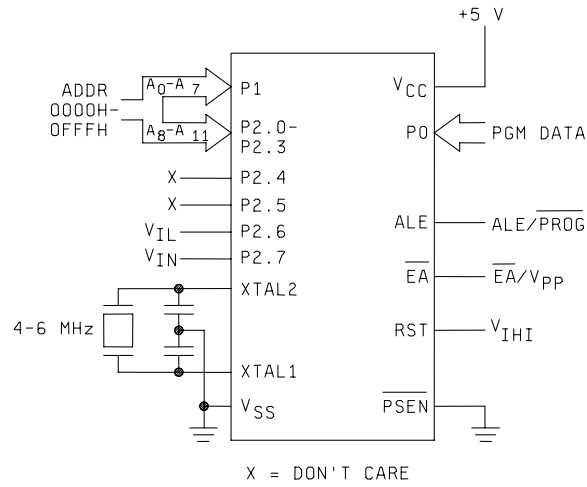 +5 V
ADDR
0000H-
0FFFH
A0-A7
A8-A11
P1
P2.0-
P2.3
X P2.4
X P2.5
VIL P2.6
VIN P2.7
XTAL2
4-6 MHz
XTAL1
VSS
VCC
P0 PGM DATA
ALE ALE/PROG
EA EA/VPP
RST VIHI
PSEN
X = DON'T CARE